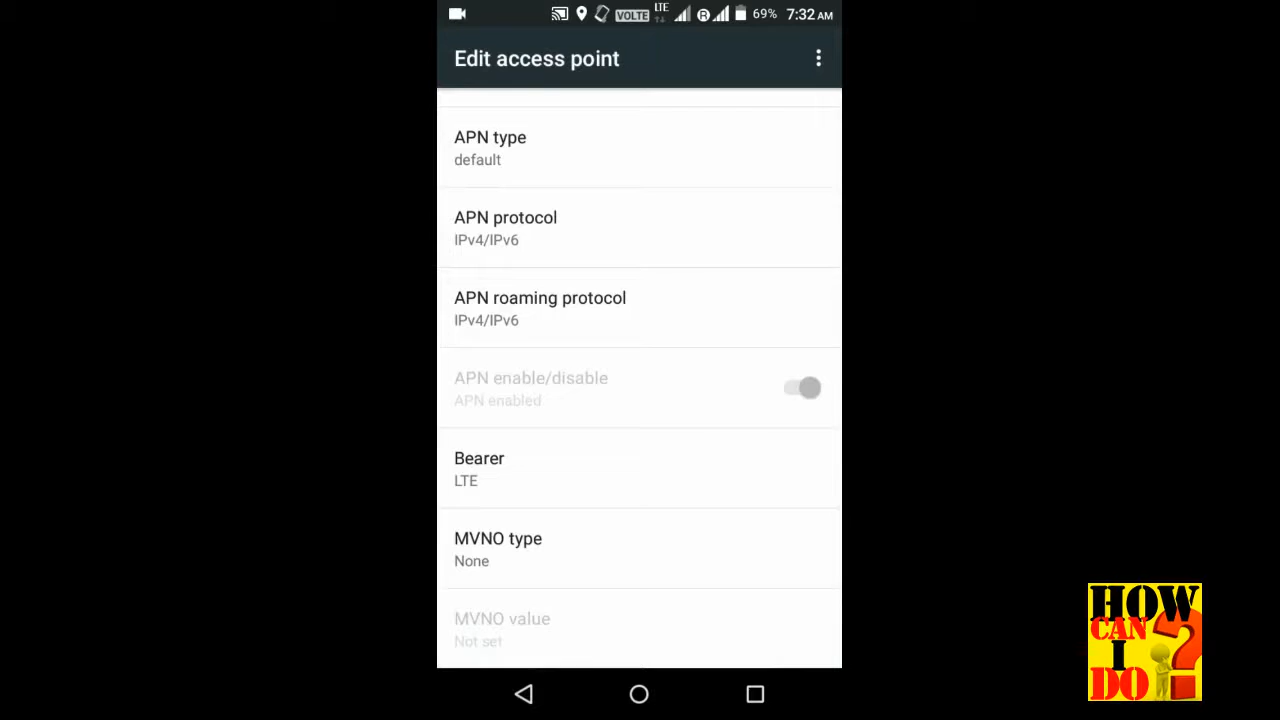 VOLTE LTE R 69% 7:32 AM
Edit access point
APN type
default
APN protocol
IPv4/IPv6
APN roaming protocol
IPv4/IPv6
APN enable/disable
APN enabled
Bearer
LTE
MVNO type
None
MVNO value
Not set
HOW
CAN
I
DO
?